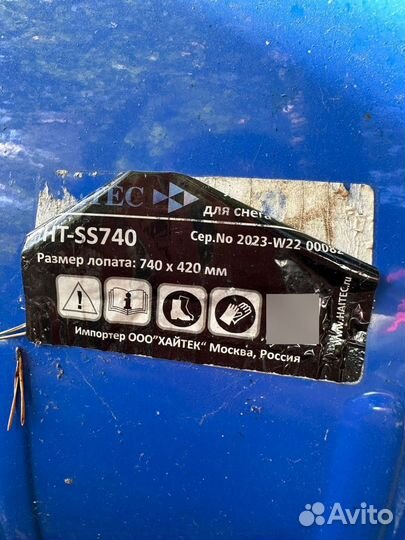 TEC
для снега
HT-SS740
Сер.No 2023-W22
Размер лопата: 740 x 420 мм
Импортер ООО"ХАЙТЕК" Москва, Россия
www.HAITEC.ru
Avito